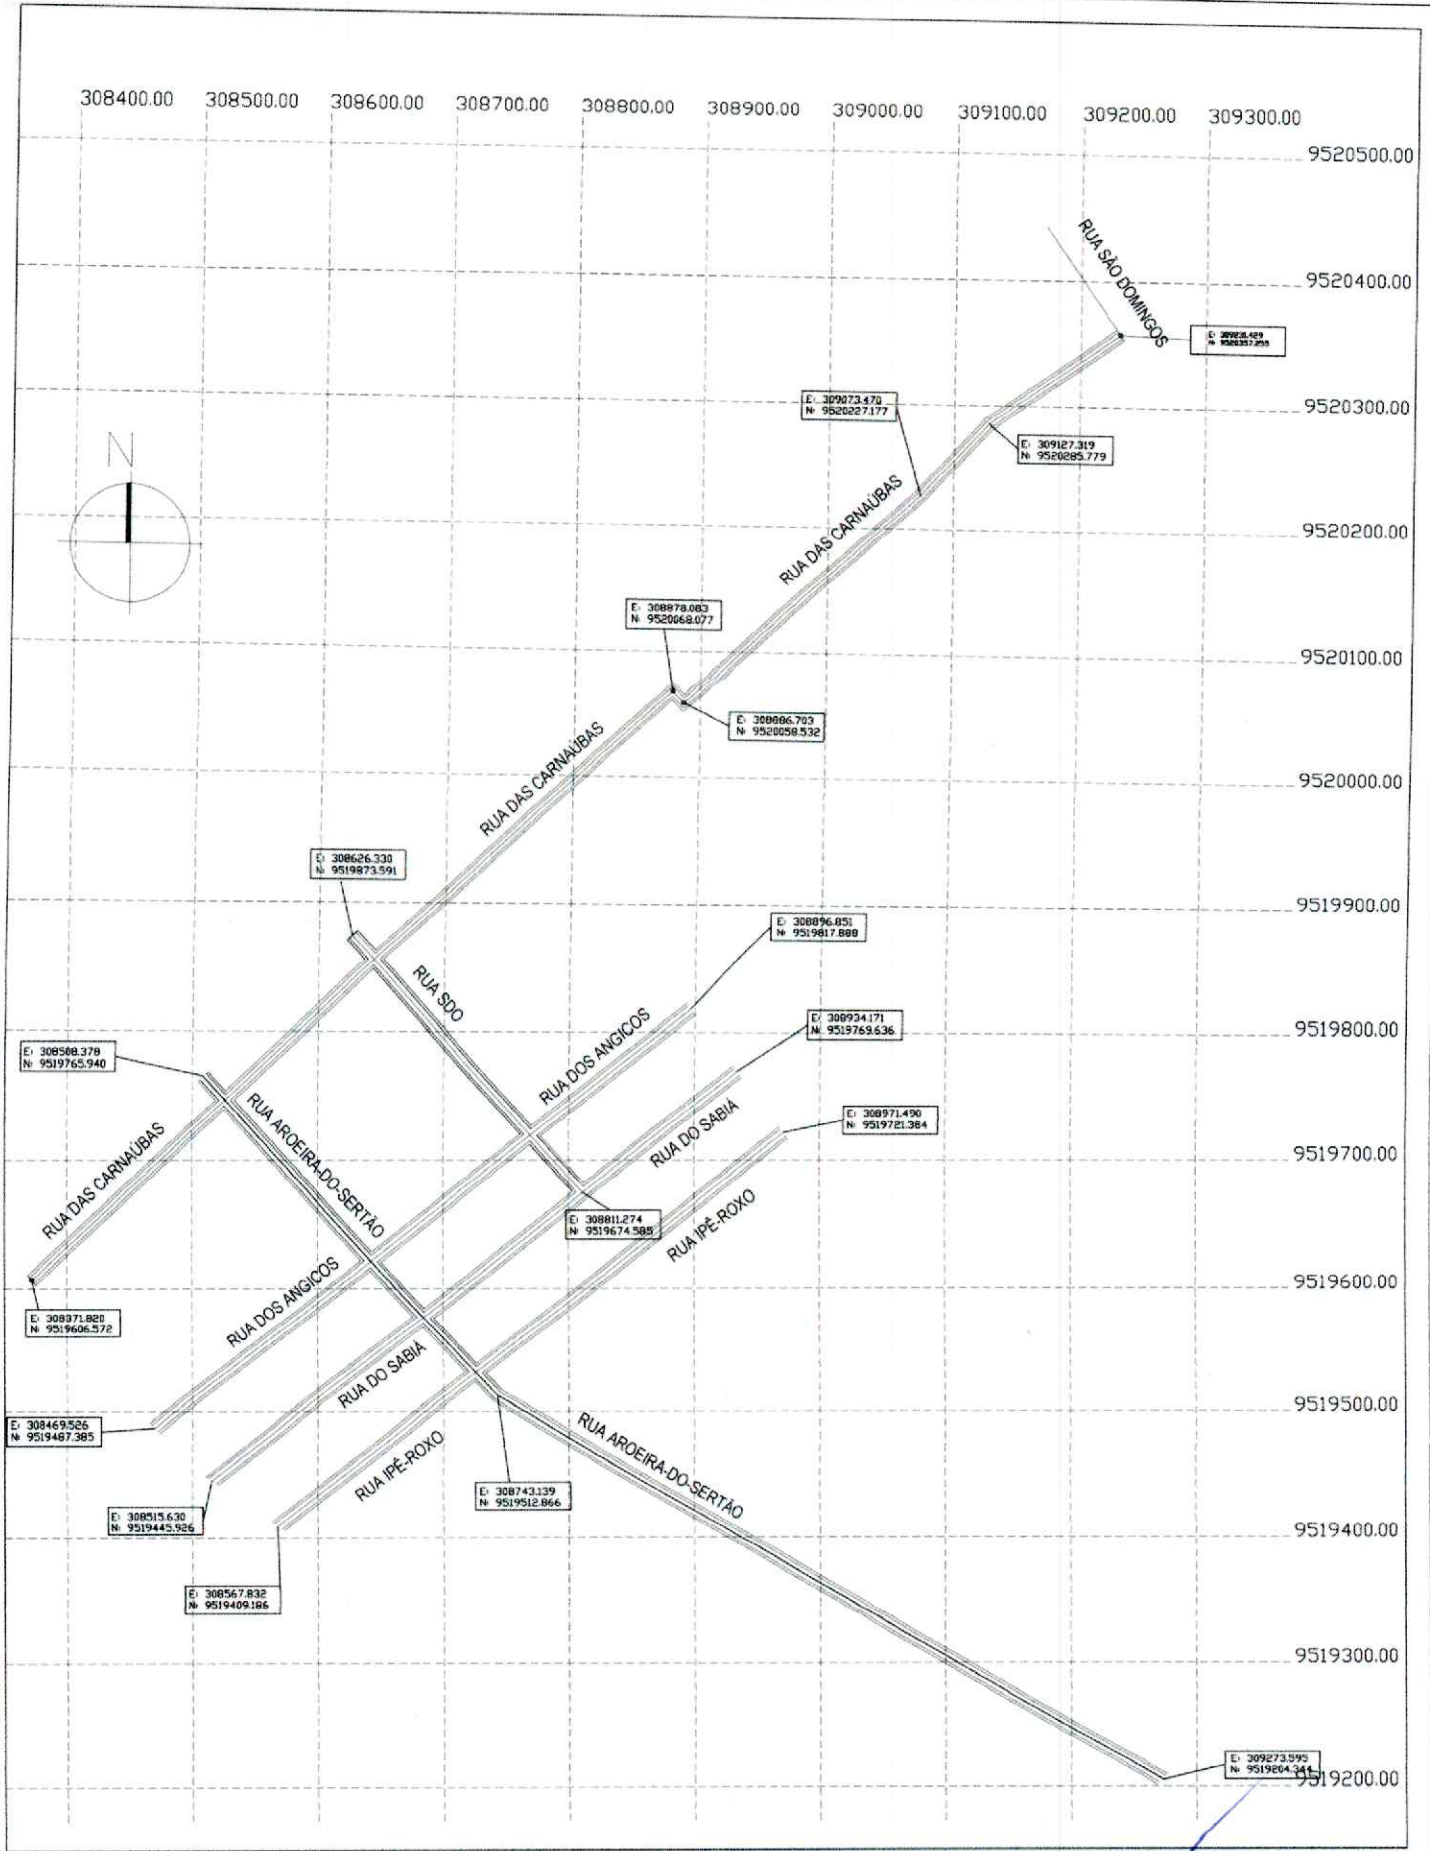 308400.00 308500.00 308600.00 308700.00 308800.00 308900.00 309000.00 309100.00 309200.00 309300.00
9520500.00
RUA SÃO DOMINGOS
9520400.00
E: 309231.429
N: 9520357.255
E: 309073.470
N: 9520227.177
9520300.00
N
E: 309127.319
N: 9520285.779
RUA DAS CARNAÚBAS
9520200.00
E: 308878.083
N: 9520068.077
9520100.00
E: 308886.703
N: 9520058.532
RUA DAS CARNAÚBAS
9520000.00
E: 308626.330
N: 9519873.591
9519900.00
E: 308896.851
N: 9519817.888
RUA SDO
E: 308934.171
N: 9519769.636
9519800.00
E: 308508.378
N: 9519765.940
RUA DOS ANGICOS
RUA AROEIRA-DO-SERTÃO
E: 308971.490
N: 9519721.384
RUA DO SABIÁ
9519700.00
RUA DAS CARNAÚBAS
E: 308811.274
N: 9519674.585
RUA IPÊ-ROXO
9519600.00
E: 308371.820
N: 9519606.572
RUA DOS ANGICOS
RUA DO SABIÁ
9519500.00
E: 308469.526
N: 9519487.385
RUA AROEIRA-DO-SERTÃO
RUA IPÊ-ROXO
E: 308743.139
N: 9519512.866
E: 308515.630
N: 9519445.926
9519400.00
E: 308567.832
N: 9519409.186
9519300.00
E: 309273.595
N: 9519204.344
9519200.00